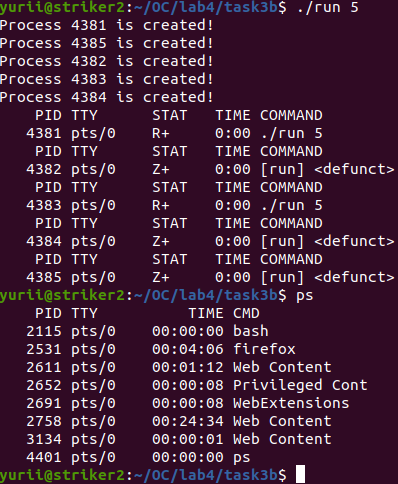 yurii@striker2:~/OC/lab4/task3b$ ./run 5
Process 4381 is created!
Process 4385 is created!
Process 4382 is created!
Process 4383 is created!
Process 4384 is created!
    PID TTY      STAT   TIME COMMAND
   4381 pts/0    R+     0:00 ./run 5
    PID TTY      STAT   TIME COMMAND
   4382 pts/0    Z+     0:00 [run] <defunct>
    PID TTY      STAT   TIME COMMAND
   4383 pts/0    R+     0:00 ./run 5
    PID TTY      STAT   TIME COMMAND
   4384 pts/0    Z+     0:00 [run] <defunct>
    PID TTY      STAT   TIME COMMAND
   4385 pts/0    Z+     0:00 [run] <defunct>
yurii@striker2:~/OC/lab4/task3b$ ps
    PID TTY          TIME CMD
   2115 pts/0    00:00:00 bash
   2531 pts/0    00:04:06 firefox
   2611 pts/0    00:01:12 Web Content
   2652 pts/0    00:00:08 Privileged Cont
   2691 pts/0    00:00:08 WebExtensions
   2758 pts/0    00:24:34 Web Content
   3134 pts/0    00:00:01 Web Content
   4401 pts/0    00:00:00 ps
yurii@striker2:~/OC/lab4/task3b$